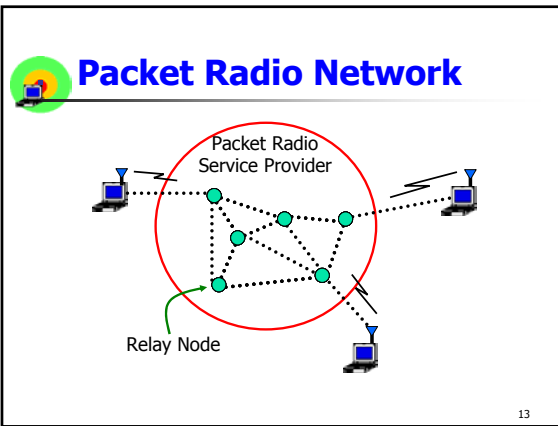 Packet Radio Network
Packet Radio
Service Provider
Relay Node
13